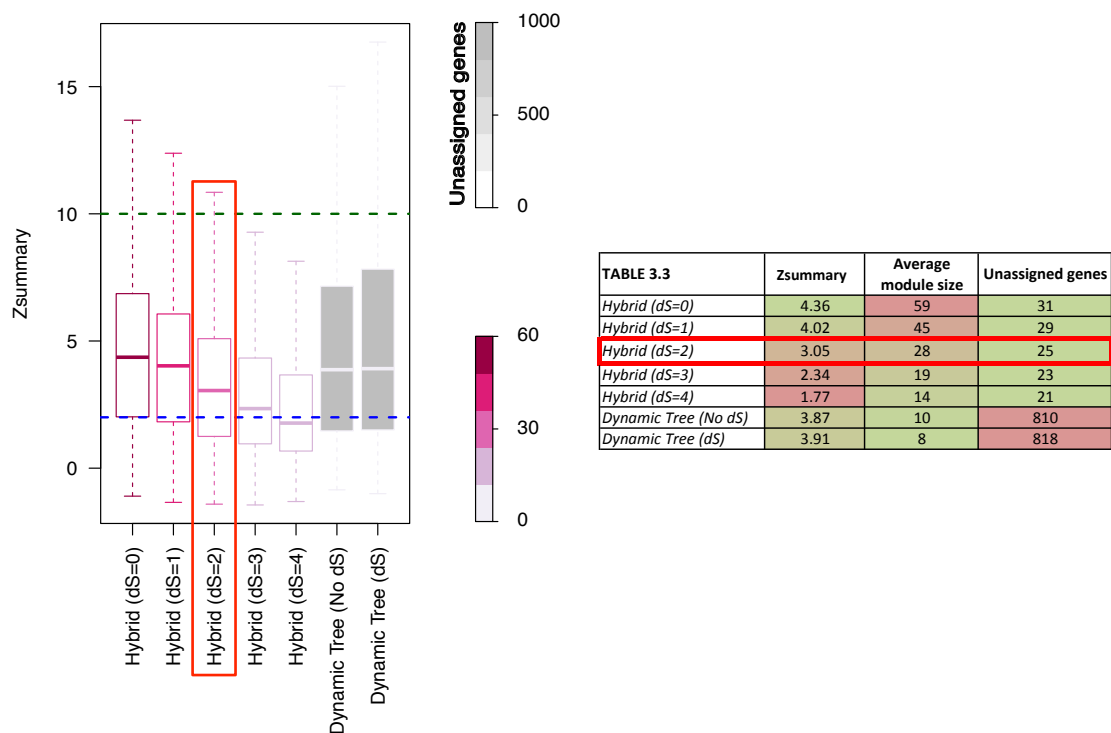 Zsummary
15
10
5
0
Hybrid (dS=0)
Hybrid (dS=1)
Hybrid (dS=2)
Hybrid (dS=3)
Hybrid (dS=4)
Dynamic Tree (No dS)
Dynamic Tree (dS)
Unassigned genes
1000
500
0
60
30
0
TABLE 3.3 Zsummary Average module size Unassigned genes
Hybrid (dS=0) 4.36 59 31
Hybrid (dS=1) 4.02 45 29
Hybrid (dS=2) 3.05 28 25
Hybrid (dS=3) 2.34 19 23
Hybrid (dS=4) 1.77 14 21
Dynamic Tree (No dS) 3.87 10 810
Dynamic Tree (dS) 3.91 8 818